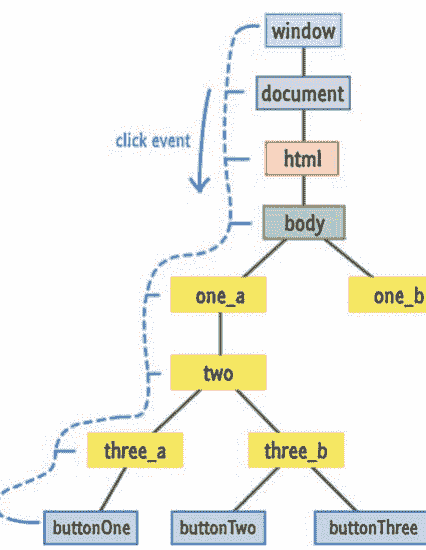 window
document
click event
html
body
one_a
one_b
two
three_a
three_b
buttonOne
buttonTwo
buttonThree